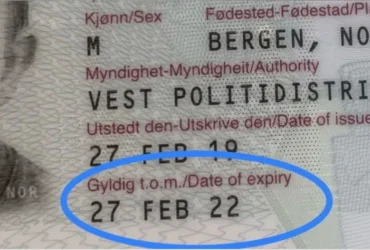 Kjønn/Sex Fødested-Fødestad/Pl
M BERGEN, NO
Myndighet-Myndigheit/Authority
VEST POLITIDISTRI
Utstedt den-Utskrive den/Date of issue
27 FEB 19
Gyldig t.o.m./Date of expiry
NOR
27 FEB 22